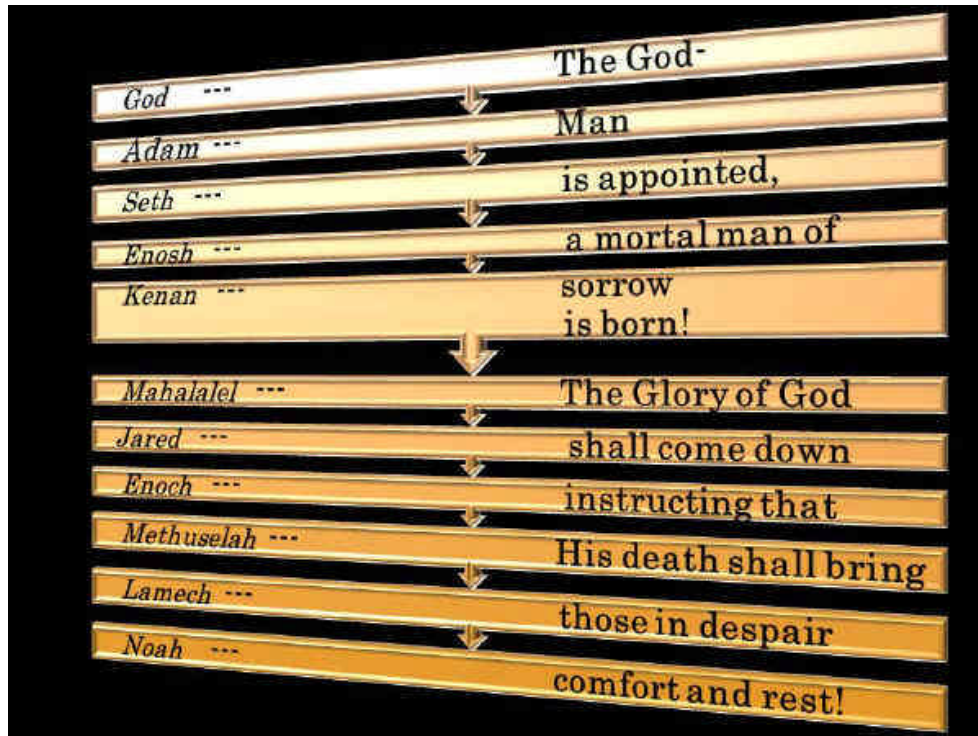 God --- The God-
Adam --- Man
Seth --- is appointed,
Enosh --- a mortal man of
Kenan --- sorrow
is born!
Mahalalel --- The Glory of God
Jared --- shall come down
Enoch --- instructing that
Methuselah --- His death shall bring
Lamech --- those in despair
Noah --- comfort and rest!